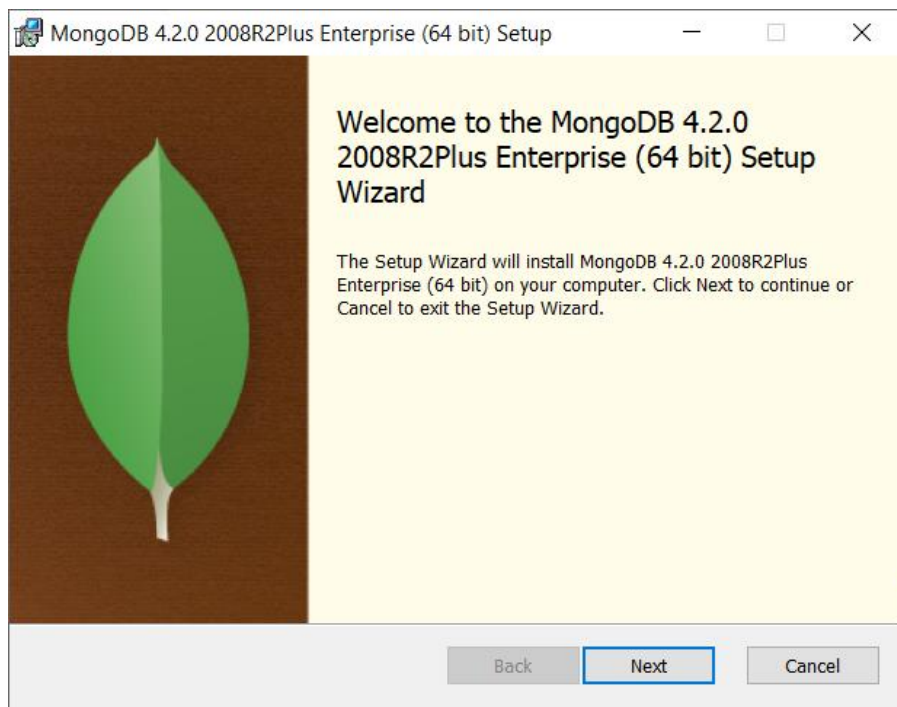 MongoDB 4.2.0 2008R2Plus Enterprise (64 bit) Setup
Welcome to the MongoDB 4.2.0
2008R2Plus Enterprise (64 bit) Setup
Wizard
The Setup Wizard will install MongoDB 4.2.0 2008R2Plus
Enterprise (64 bit) on your computer. Click Next to continue or
Cancel to exit the Setup Wizard.
Back Next Cancel